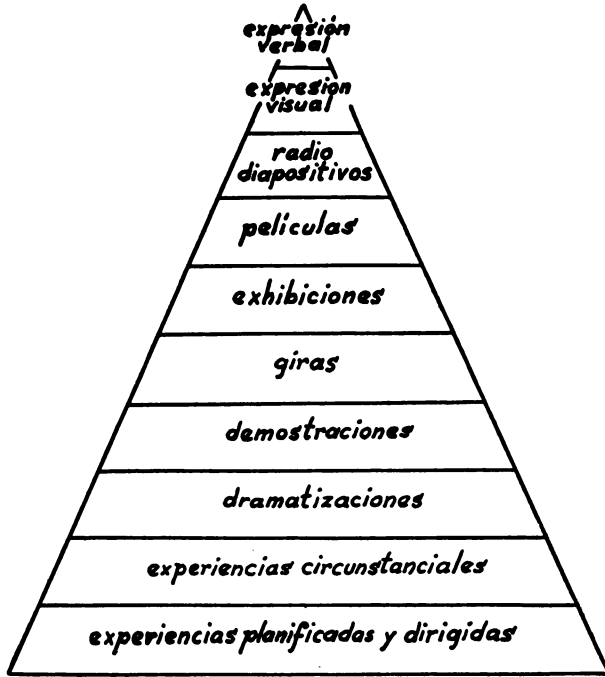 expresión
verbal
expresion
visual
radio
diapositivos
películas
exhibiciones
giras
demostraciones
dramatizaciones
experiencias circunstanciales
experiencias planificadas y dirigidas